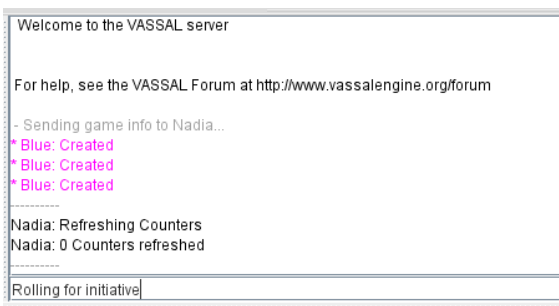 Welcome to the VASSAL server
For help, see the VASSAL Forum at http://www.vassalengine.org/forum
- Sending game info to Nadia...
* Blue: Created
* Blue: Created
* Blue: Created
----------
Nadia: Refreshing Counters
Nadia: 0 Counters refreshed
----------
Rolling for initiative